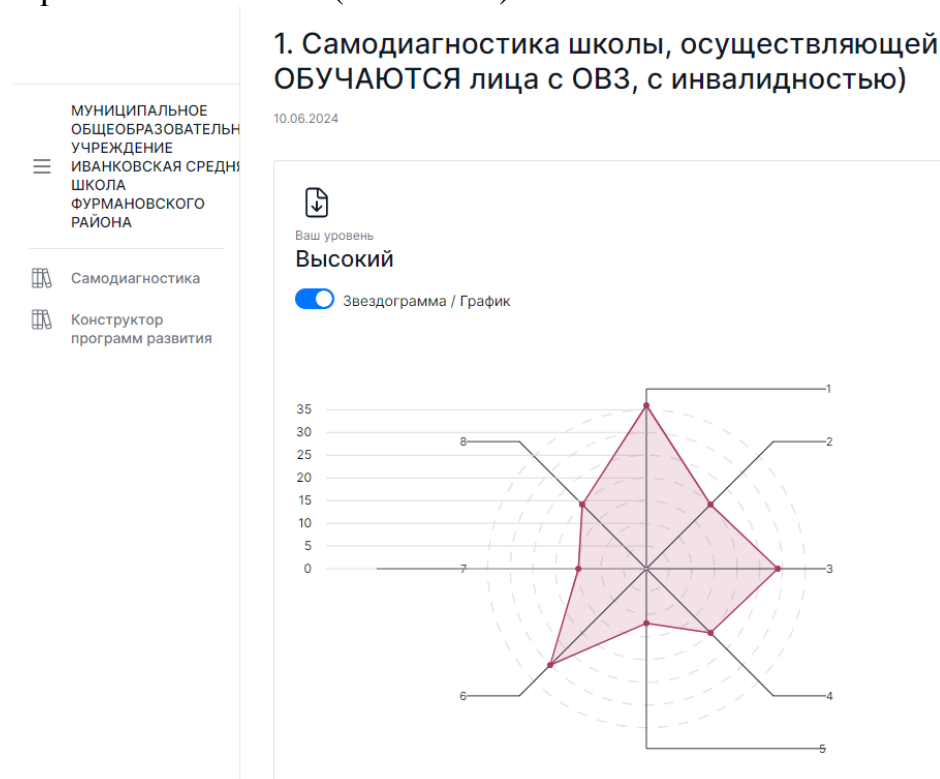 1. Самодиагностика школы, осуществляющей
ОБУЧАЮТСЯ лица с ОВЗ, с инвалидностью)
10.06.2024
МУНИЦИПАЛЬНОЕ
ОБЩЕОБРАЗОВАТЕЛЬН
УЧРЕЖДЕНИЕ
ИВАНКОВСКАЯ СРЕДНЯ
ШКОЛА
ФУРМАНОВСКОГО
РАЙОНА
Самодиагностика
Конструктор
программ развития
Ваш уровень
Высокий
Звездограмма / График
35
30
25
20
15
10
5
0
1
2
3
4
5
6
7
8